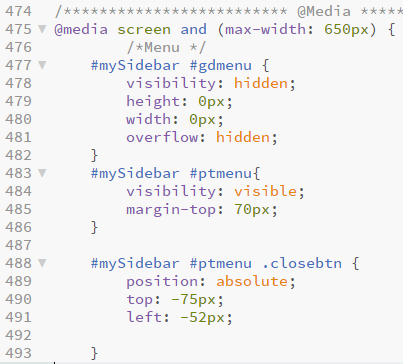 474 /************************* @Media *****
475 @media screen and (max-width: 650px) {
476 /*Menu */
477 #mySidebar #gdmenu {
478 visibility: hidden;
479 height: 0px;
480 width: 0px;
481 overflow: hidden;
482 }
483 #mySidebar #ptmenu{
484 visibility: visible;
485 margin-top: 70px;
486 }
487
488 #mySidebar #ptmenu .closebtn {
489 position: absolute;
490 top: -75px;
491 left: -52px;
492
493 }